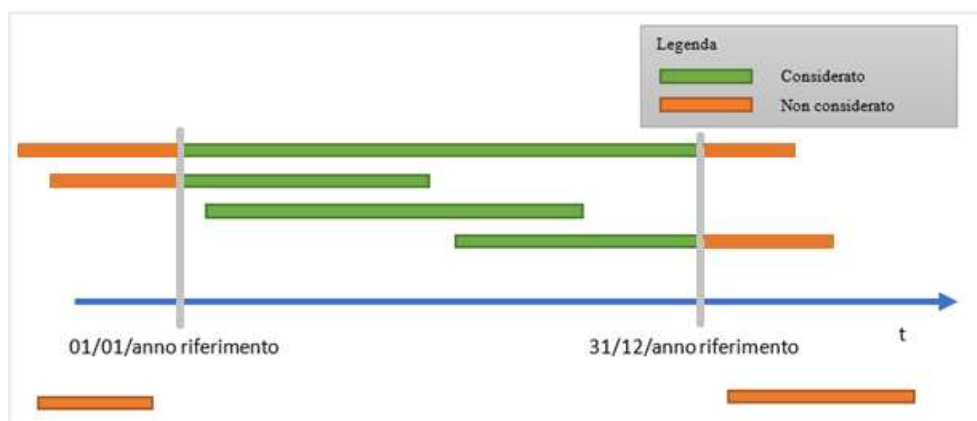 Legenda
Considerato
Non considerato
01/01/anno riferimento
31/12/anno riferimento
t